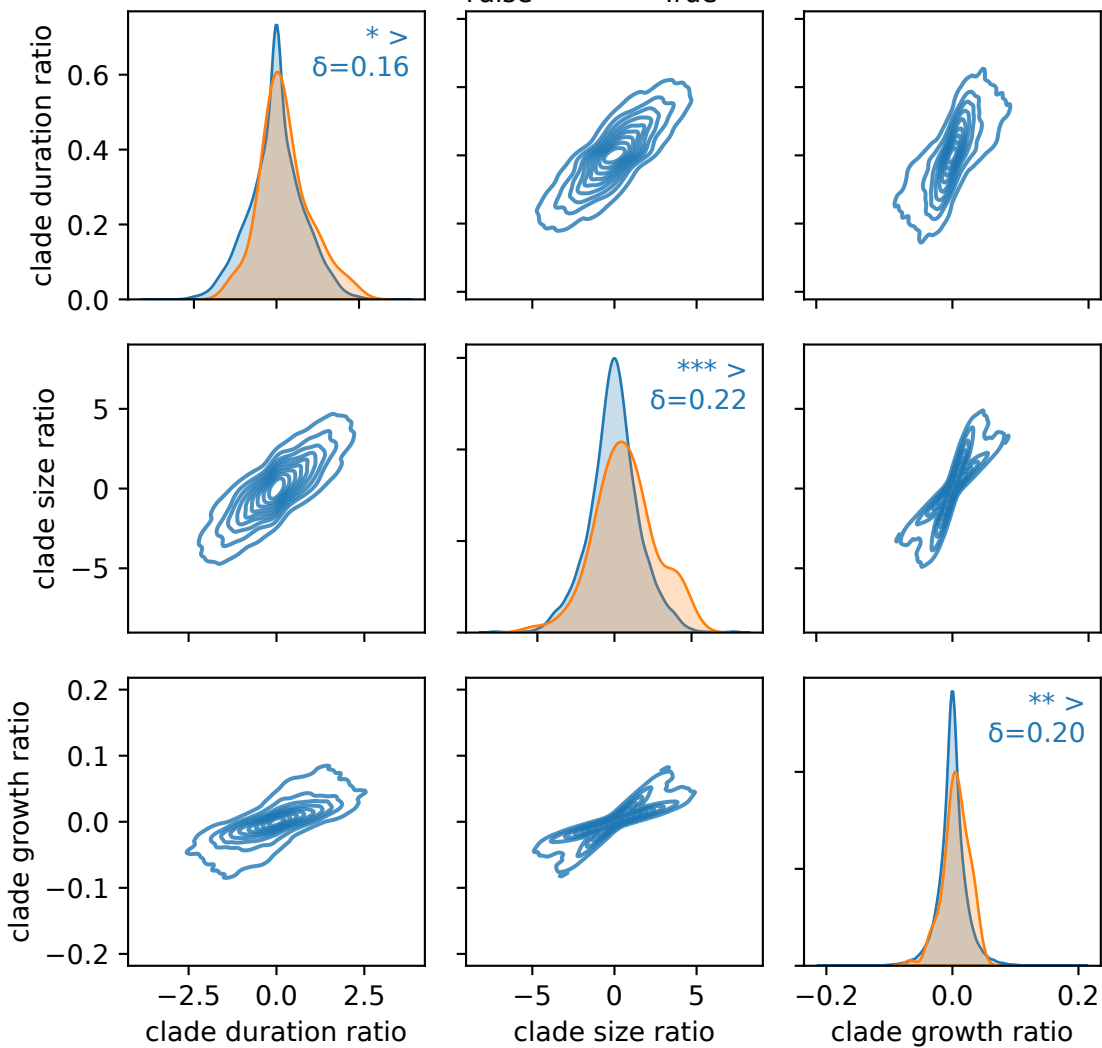 clade duration ratio
0.6
0.4
0.2
0.0
* >
δ=0.16
clade size ratio
5
0
−5
*** >
δ=0.22
clade growth ratio
0.2
0.1
0.0
−0.1
−0.2
** >
δ=0.20
−2.5 0.0 2.5
−5 0 5
−0.2 0.0 0.2
clade duration ratio
clade size ratio
clade growth ratio